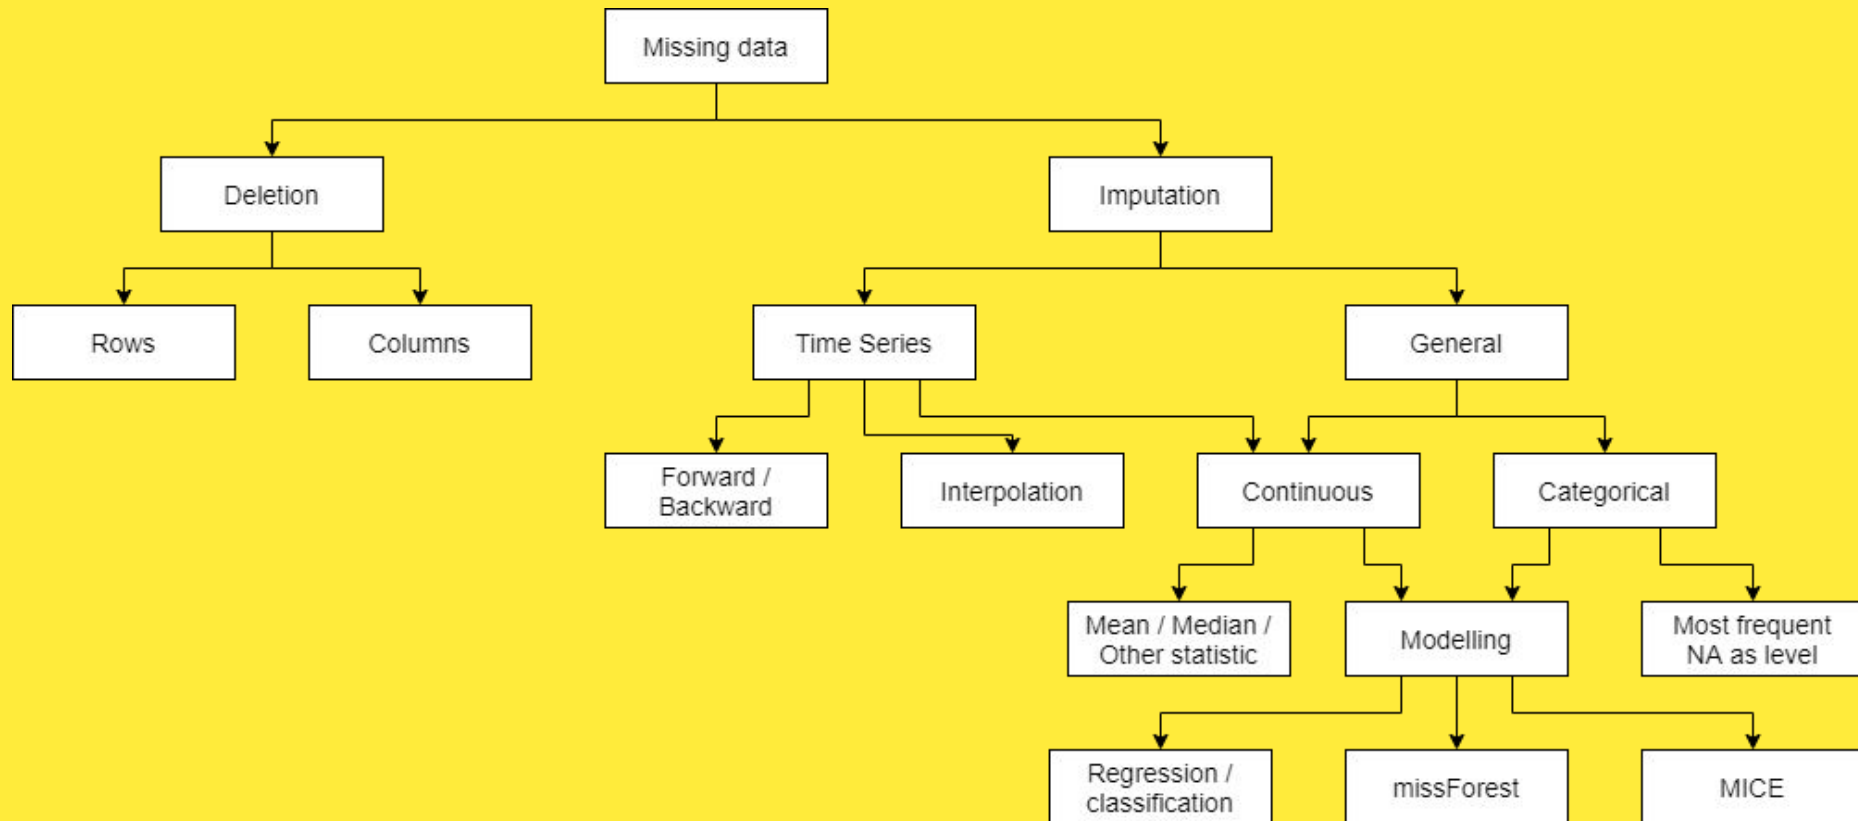 Missing data
Deletion
Imputation
Rows
Columns
Time Series
General
Forward /
Backward
Interpolation
Continuous
Categorical
Mean / Median /
Other statistic
Modelling
Most frequent
NA as level
Regression /
classification
missForest
MICE